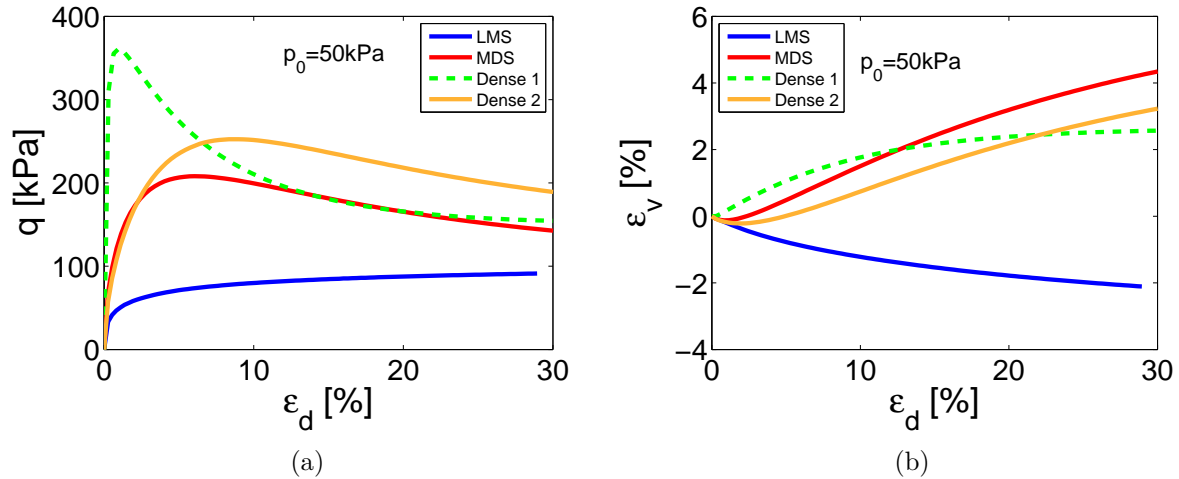 400
300
200
100
0
q [kPa]
0 10 20 30
ε_d [%]
p_0=50kPa
LMS
MDS
Dense 1
Dense 2
(a)
6
4
2
0
−2
−4
ε_v [%]
0 10 20 30
ε_d [%]
LMS
MDS
Dense 1
Dense 2
p_0=50kPa
(b)